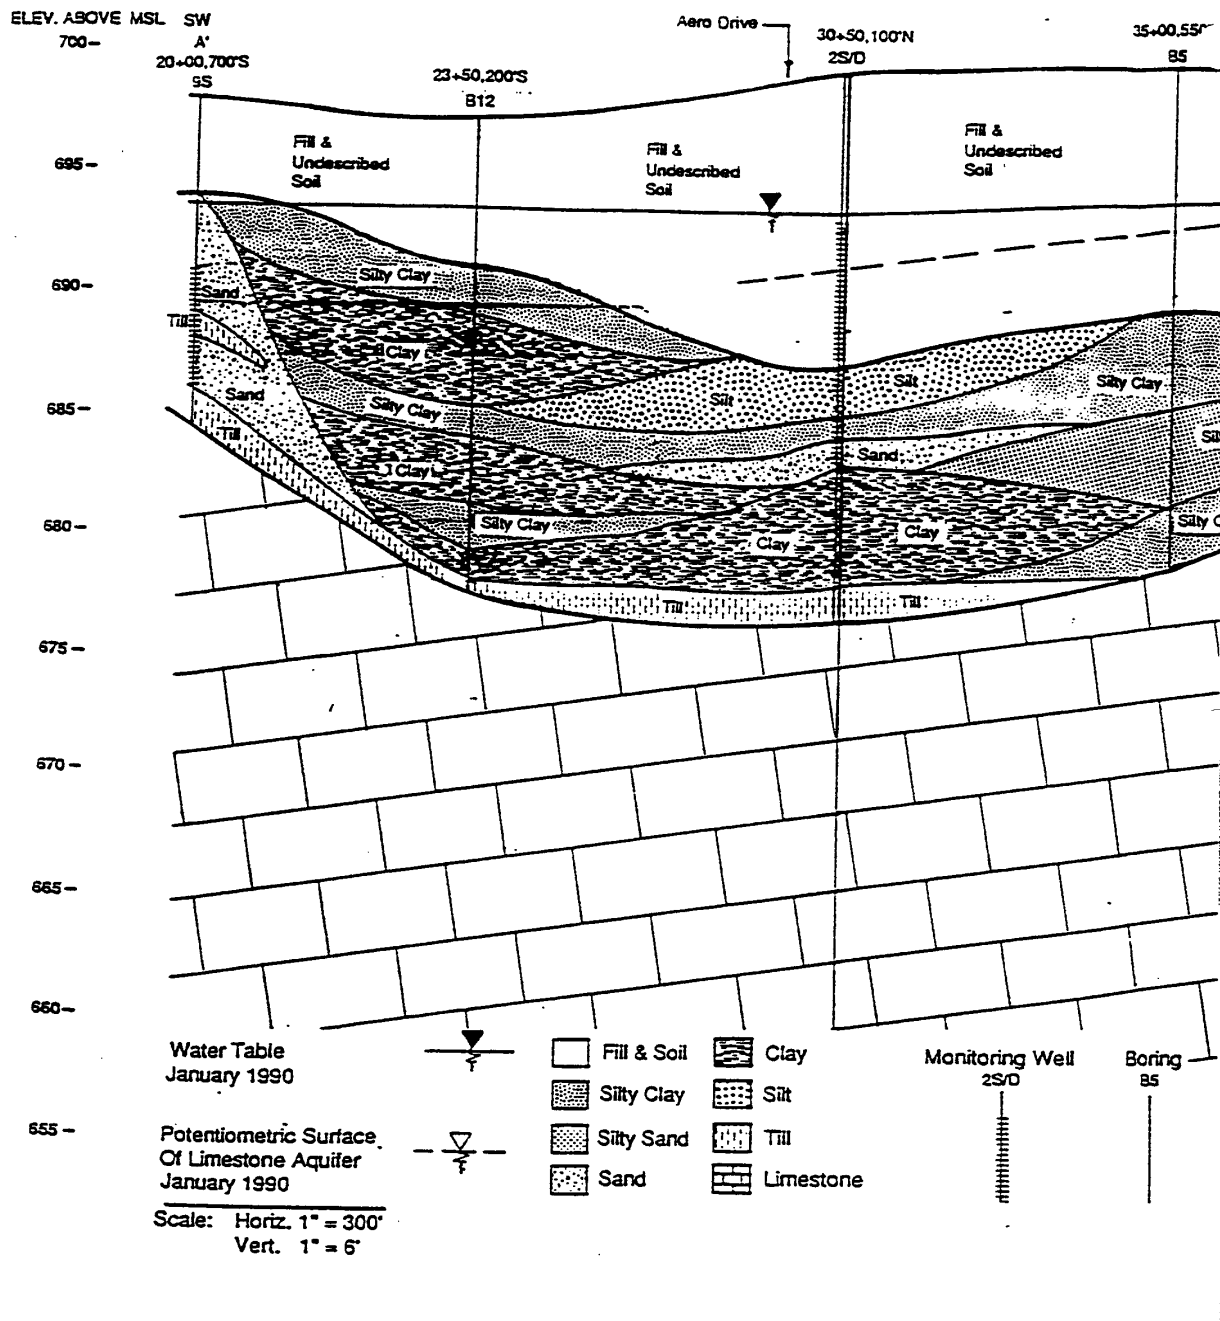 ELEV. ABOVE MSL SW
A'
Aero Drive
700
20+00,700'S
9S
23+50,200'S
B12
30+50,100'N
2S/D
35+00,550'
B5
Fill &
Undescribed
Soil
Fill &
Undescribed
Soil
Fill &
Undescribed
Soil
695
690
685
680
675
670
665
660
655
Silty Clay
Sand
Till
Clay
Silt
Silt
Silty Clay
Sand
Silty Clay
Till
Clay
Sand
Silty Clay
Clay
Clay
Till
Till
Water Table
January 1990
Potentiometric Surface
Of Limestone Aquifer
January 1990
Scale: Horiz. 1" = 300'
Vert. 1" = 6'
Fill & Soil
Silty Clay
Silty Sand
Sand
Clay
Silt
Till
Limestone
Monitoring Well
2S/D
Boring
B5